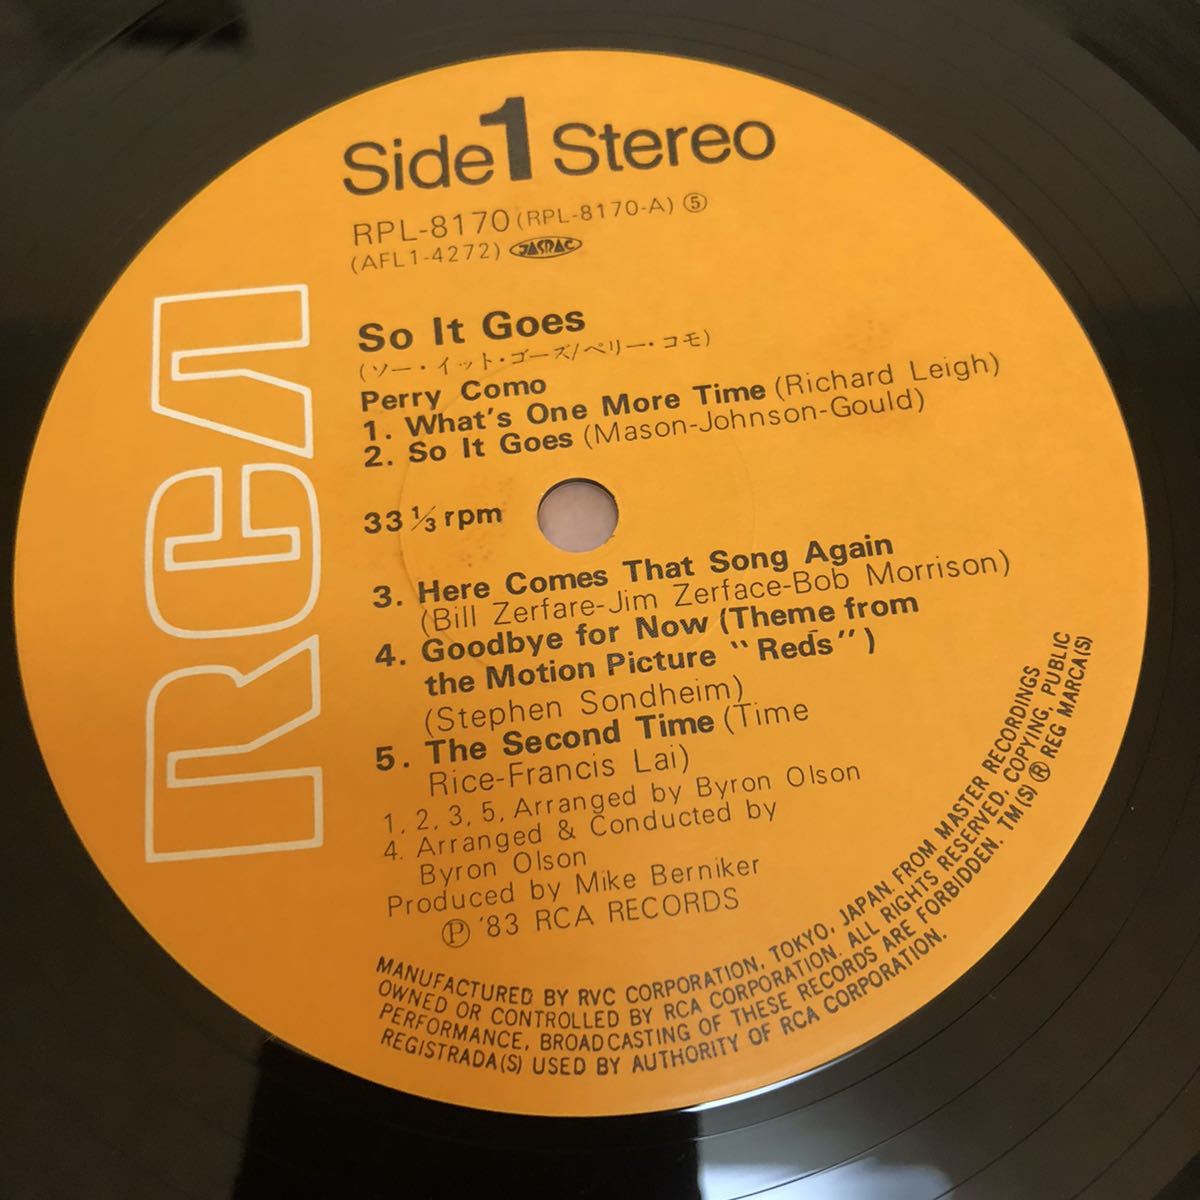 Side 1 Stereo
RPL-8170 (RPL-8170-A) ⑤
(AFL1-4272) JASRAC
RCA
So It Goes
(ソー・イット・ゴーズ/ペリー・コモ)
Perry Como
1. What's One More Time (Richard Leigh)
2. So It Goes (Mason-Johnson-Gould)
33 ⅓ rpm
3. Here Comes That Song Again
(Bill Zerfare-Jim Zerface-Bob Morrison)
4. Goodbye for Now (Theme from
the Motion Picture "Reds")
(Stephen Sondheim)
5. The Second Time (Time
Rice-Francis Lai)
1, 2, 3, 5, Arranged by Byron Olson
4. Arranged & Conducted by
Byron Olson
Produced by Mike Berniker
Ⓟ '83 RCA RECORDS
MANUFACTURED BY RVC CORPORATION, TOKYO, JAPAN, FROM MASTER RECORDINGS
OWNED OR CONTROLLED BY RCA CORPORATION. ALL RIGHTS RESERVED, COPYING, PUBLIC
PERFORMANCE, BROADCASTING OF THESE RECORDS ARE FORBIDDEN. TM(S) ® REG MARCA(S)
REGISTRADA(S) USED BY AUTHORITY OF RCA CORPORATION.